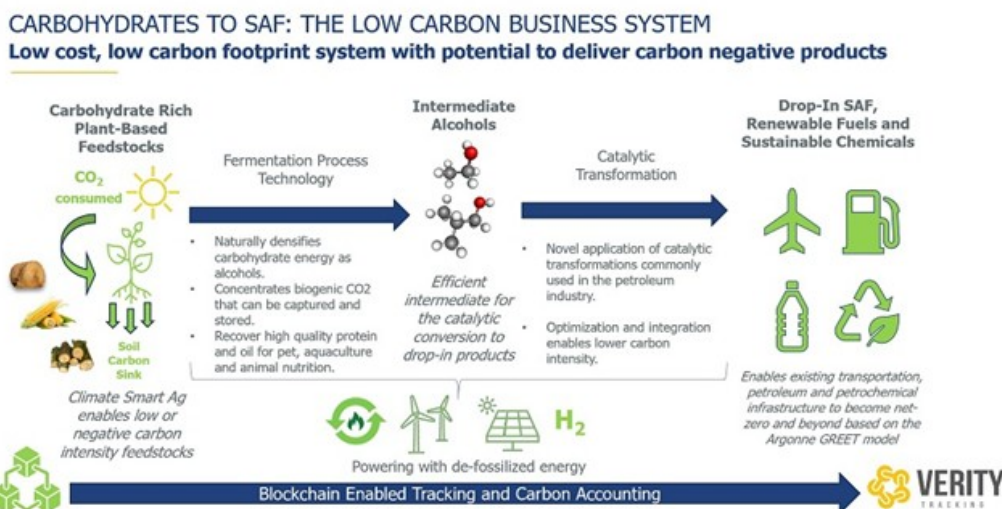 CARBOHYDRATES TO SAF: THE LOW CARBON BUSINESS SYSTEM
Low cost, low carbon footprint system with potential to deliver carbon negative products
Carbohydrate Rich
Plant-Based
Feedstocks
CO2
consumed
Soil
Carbon
Sink
Climate Smart Ag
enables low or
negative carbon
intensity feedstocks
Fermentation Process
Technology
• Naturally densifies
carbohydrate energy as
alcohols.
• Concentrates biogenic CO2
that can be captured and
stored.
• Recover high quality protein
and oil for pet, aquaculture
and animal nutrition.
Intermediate
Alcohols
Efficient
intermediate for
the catalytic
conversion to
drop-in products
Catalytic
Transformation
• Novel application of catalytic
transformations commonly
used in the petroleum
industry.
• Optimization and integration
enables lower carbon
intensity.
Drop-In SAF,
Renewable Fuels and
Sustainable Chemicals
Enables existing transportation,
petroleum and petrochemical
infrastructure to become net-
zero and beyond based on the
Argonne GREET model
H2
Powering with de-fossilized energy
Blockchain Enabled Tracking and Carbon Accounting
VERITY
TRACKING